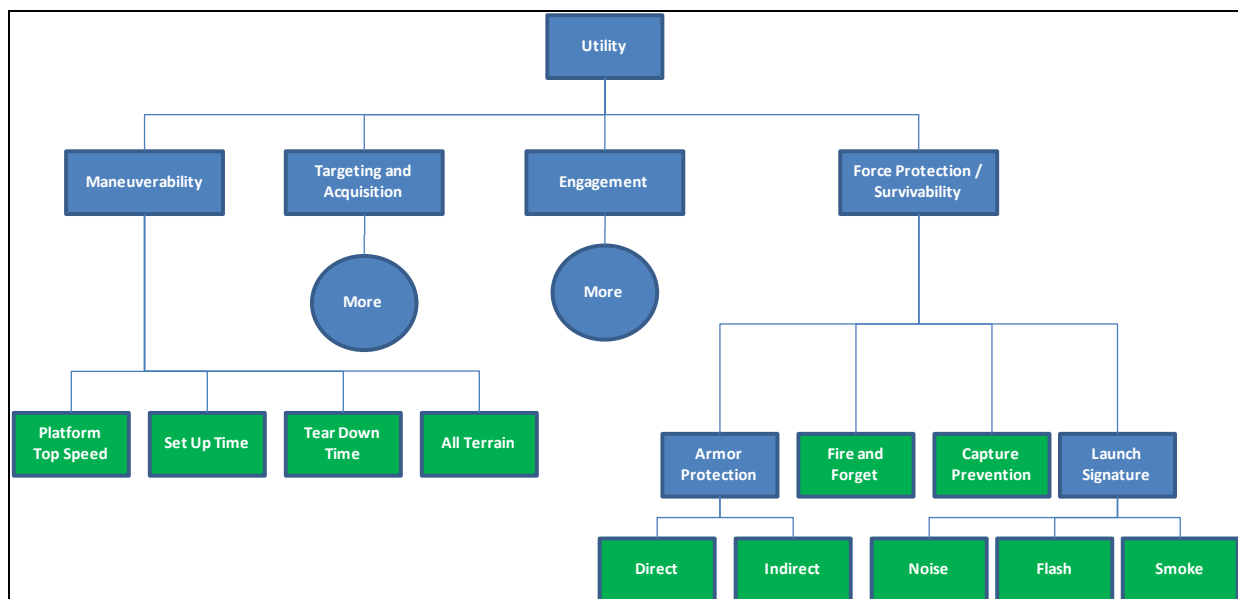 Utility
Maneuverability
Targeting and
Acquisition
Engagement
Force Protection /
Survivability
More
More
Platform
Top Speed
Set Up Time
Tear Down
Time
All Terrain
Armor
Protection
Fire and
Forget
Capture
Prevention
Launch
Signature
Direct
Indirect
Noise
Flash
Smoke